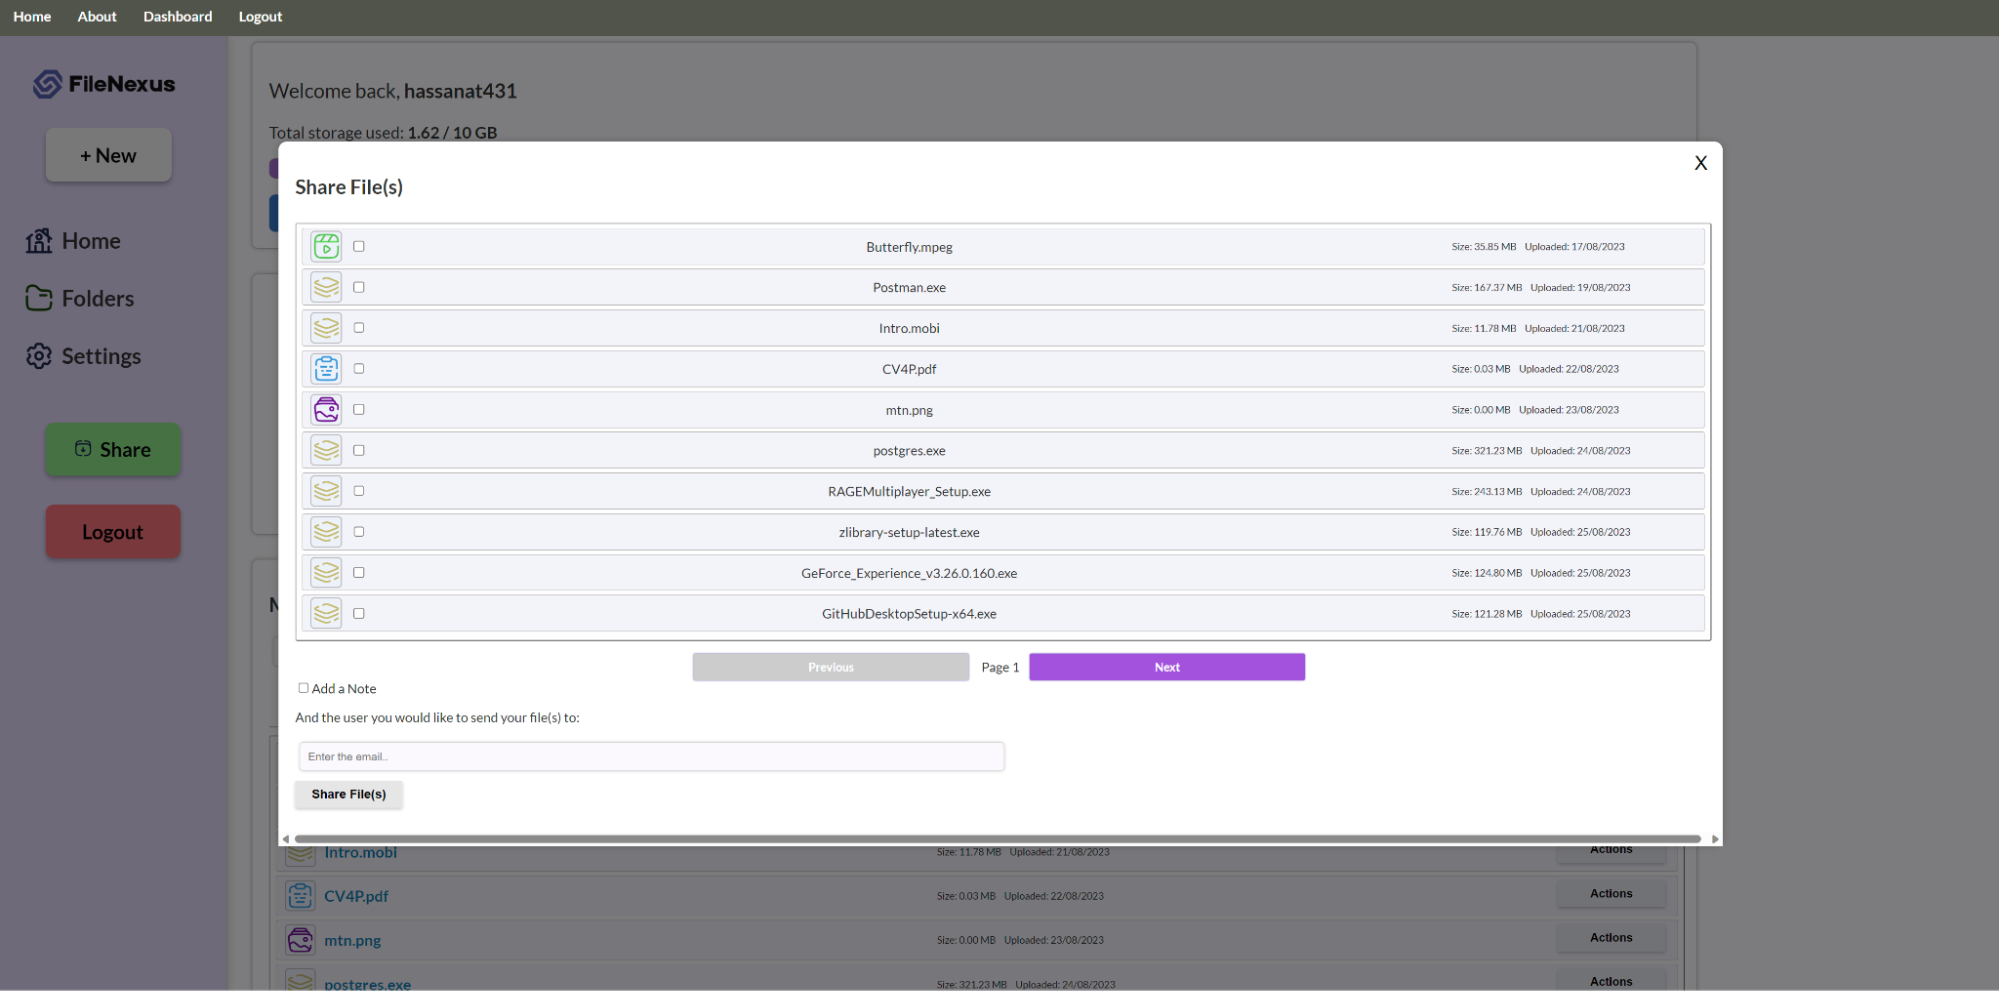 Home About Dashboard Logout
FileNexus
+ New
Home
Folders
Settings
Share
Logout
Welcome back, hassanat431
Total storage used: 1.62 / 10 GB
X
Share File(s)
Butterfly.mpeg Size: 35.85 MB Uploaded: 17/08/2023
Postman.exe Size: 167.37 MB Uploaded: 19/08/2023
Intro.mobi Size: 11.78 MB Uploaded: 21/08/2023
CV4P.pdf Size: 0.03 MB Uploaded: 22/08/2023
mtn.png Size: 0.00 MB Uploaded: 23/08/2023
postgres.exe Size: 321.23 MB Uploaded: 24/08/2023
RAGEMultiplayer_Setup.exe Size: 243.13 MB Uploaded: 24/08/2023
zlibrary-setup-latest.exe Size: 119.76 MB Uploaded: 25/08/2023
GeForce_Experience_v3.26.0.160.exe Size: 124.80 MB Uploaded: 25/08/2023
GitHubDesktopSetup-x64.exe Size: 121.28 MB Uploaded: 25/08/2023
Previous Page 1 Next
Add a Note
And the user you would like to send your file(s) to:
Enter the email..
Share File(s)
Intro.mobi Size: 11.78 MB Uploaded: 21/08/2023 Actions
CV4P.pdf Size: 0.03 MB Uploaded: 22/08/2023 Actions
mtn.png Size: 0.00 MB Uploaded: 23/08/2023 Actions
postgres.exe Size: 321.23 MB Uploaded: 24/08/2023 Actions